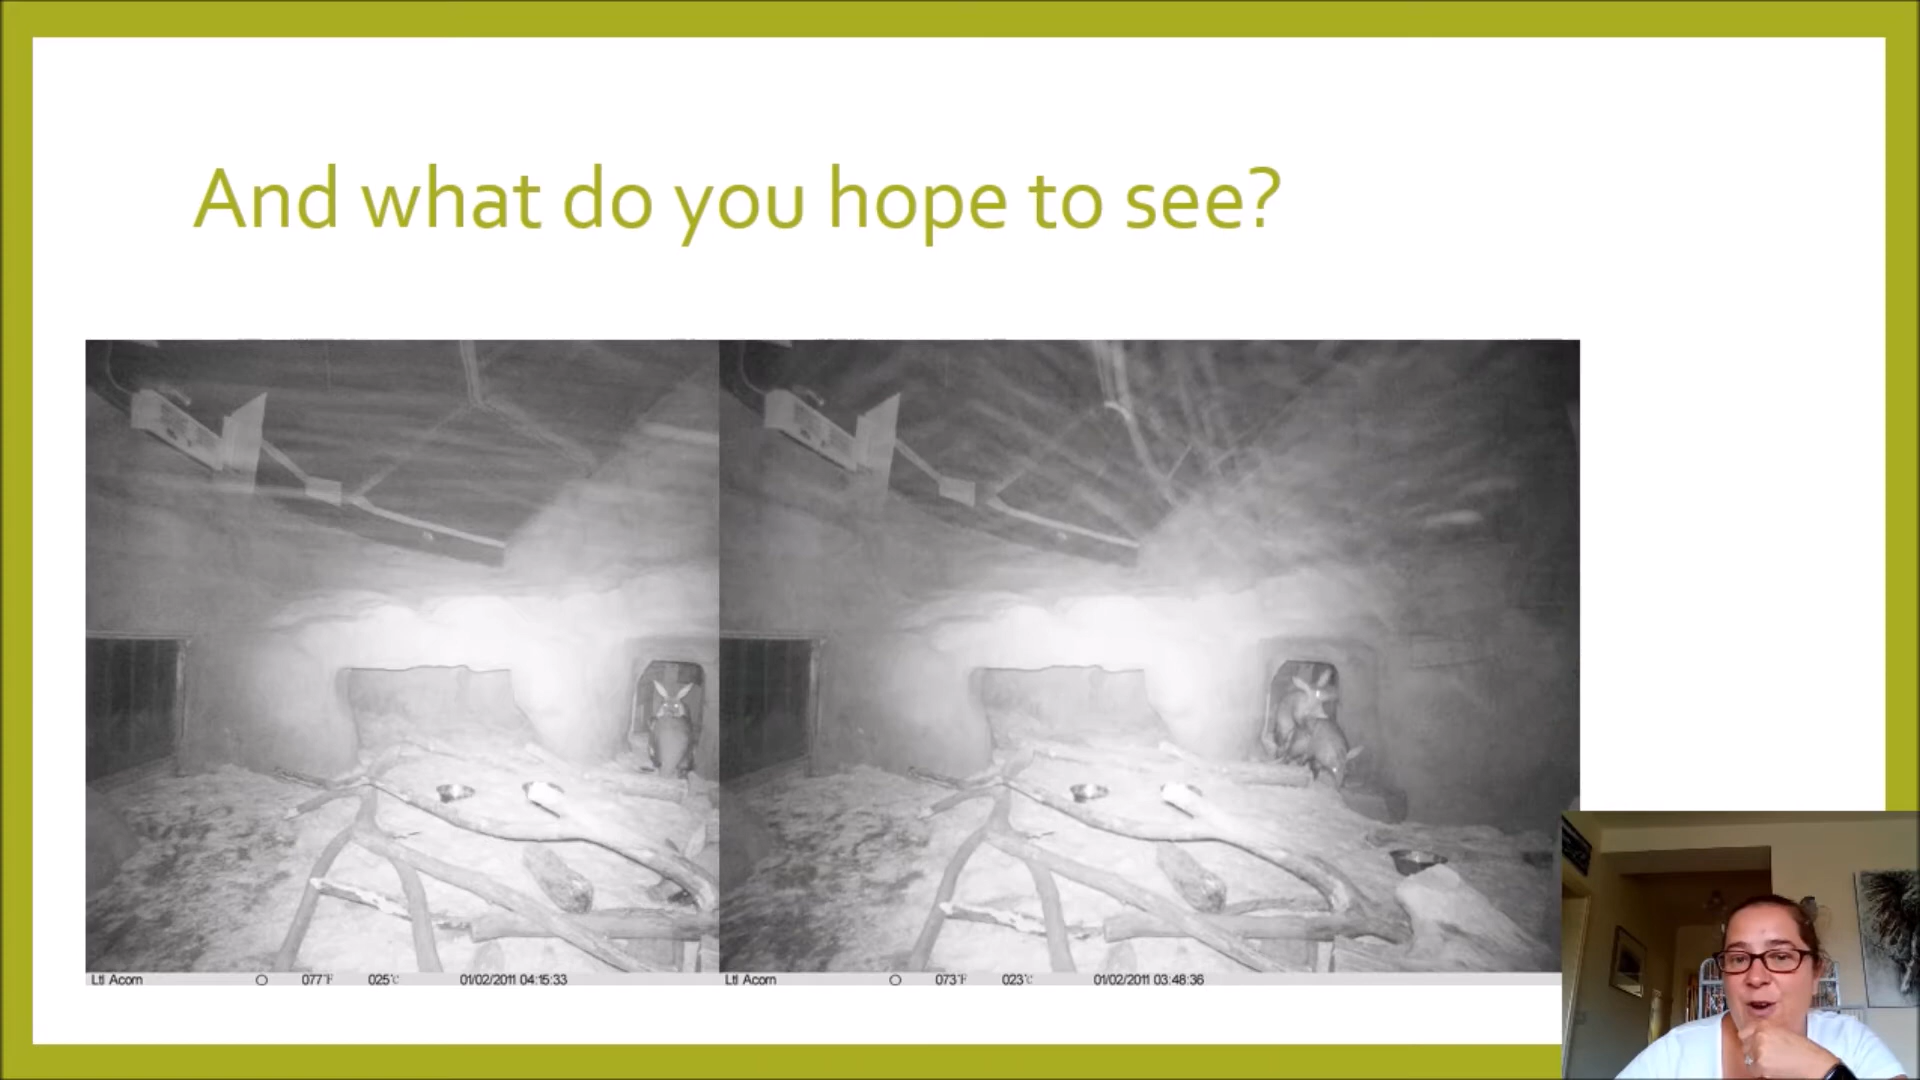 And what do you hope to see?
Ltl Acorn 077°F 025°C 01/02/2011 04:15:33
Ltl Acorn 073°F 023°C 01/02/2011 03:48:36